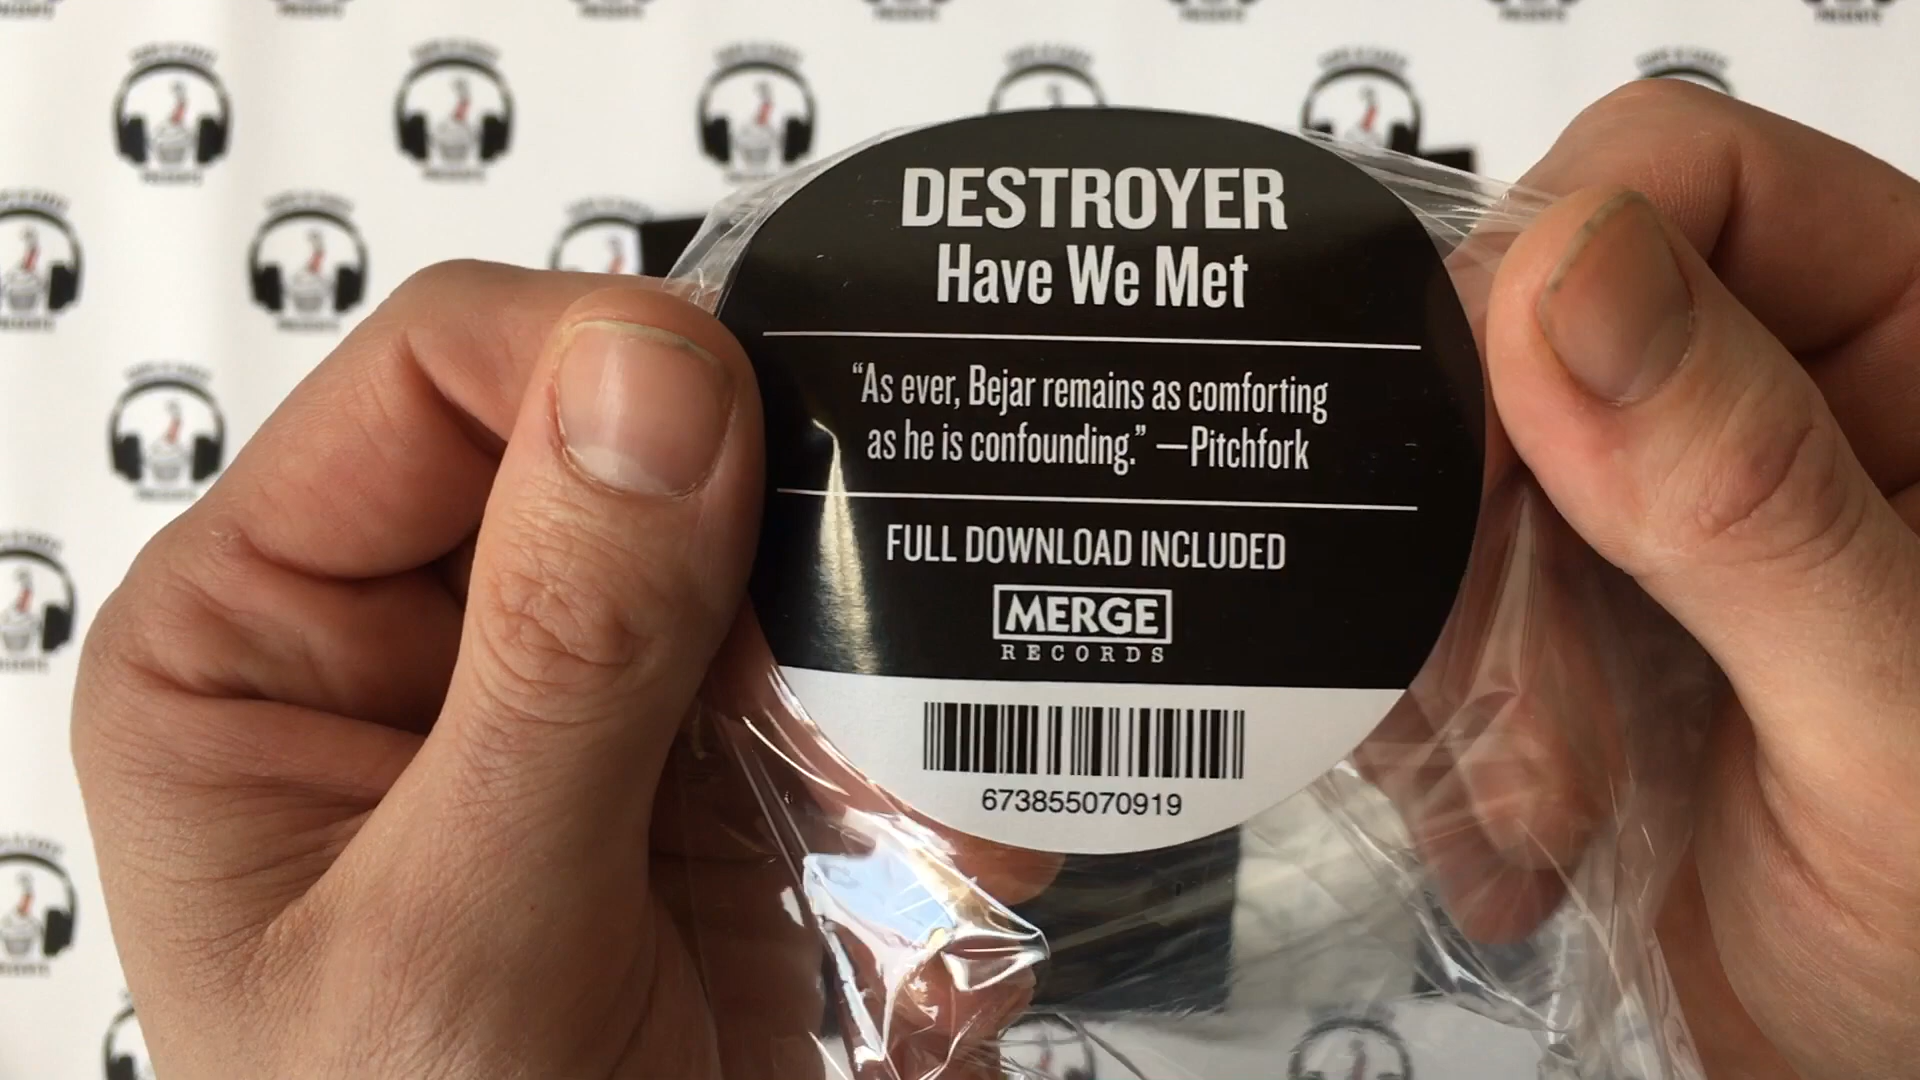 DESTROYER
Have We Met
“As ever, Bejar remains as comforting
as he is confounding.” —Pitchfork
FULL DOWNLOAD INCLUDED
MERGE
RECORDS
673855070919